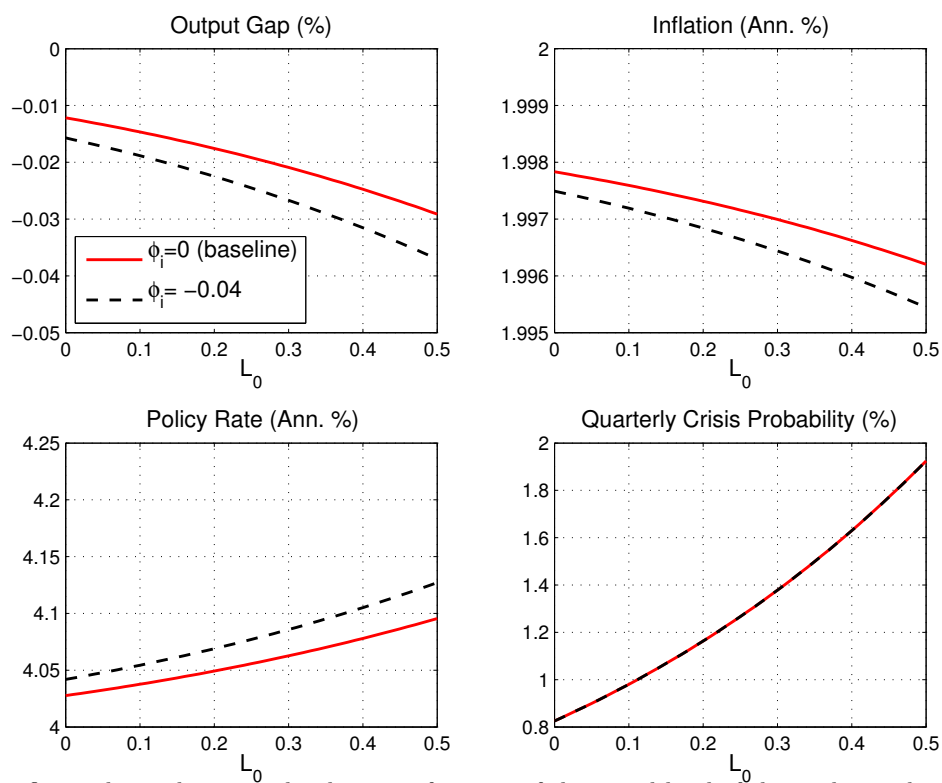 Output Gap (%)
0
−0.01
−0.02
−0.03
−0.04
−0.05
ϕi=0 (baseline)
ϕi= −0.04
0 0.1 0.2 0.3 0.4 0.5
L0
Inflation (Ann. %)
2
1.999
1.998
1.997
1.996
1.995
0 0.1 0.2 0.3 0.4 0.5
L0
Policy Rate (Ann. %)
4.25
4.2
4.15
4.1
4.05
4
0 0.1 0.2 0.3 0.4 0.5
L0
Quarterly Crisis Probability (%)
2
1.8
1.6
1.4
1.2
1
0.8
0 0.1 0.2 0.3 0.4 0.5
L0